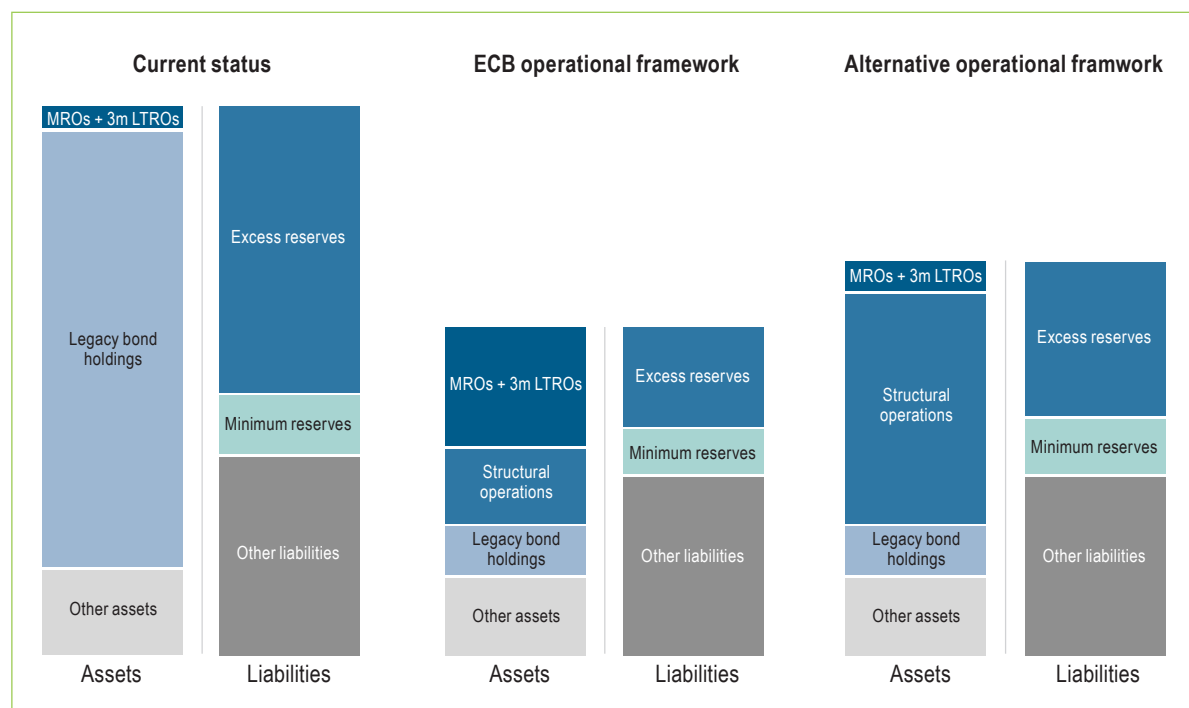 Current status
MROs + 3m LTROs
Legacy bond
holdings
Other assets
Assets
Excess reserves
Minimum reserves
Other liabilities
Liabilities
ECB operational framework
MROs + 3m LTROs
Structural
operations
Legacy bond
holdings
Other assets
Assets
Excess reserves
Minimum reserves
Other liabilities
Liabilities
Alternative operational framwork
MROs + 3m LTROs
Structural
operations
Legacy bond
holdings
Other assets
Assets
Excess reserves
Minimum reserves
Other liabilities
Liabilities